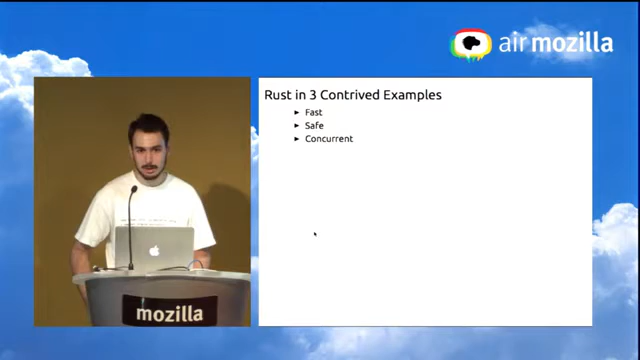 air mozilla
Rust in 3 Contrived Examples
Fast
Safe
Concurrent
mozilla